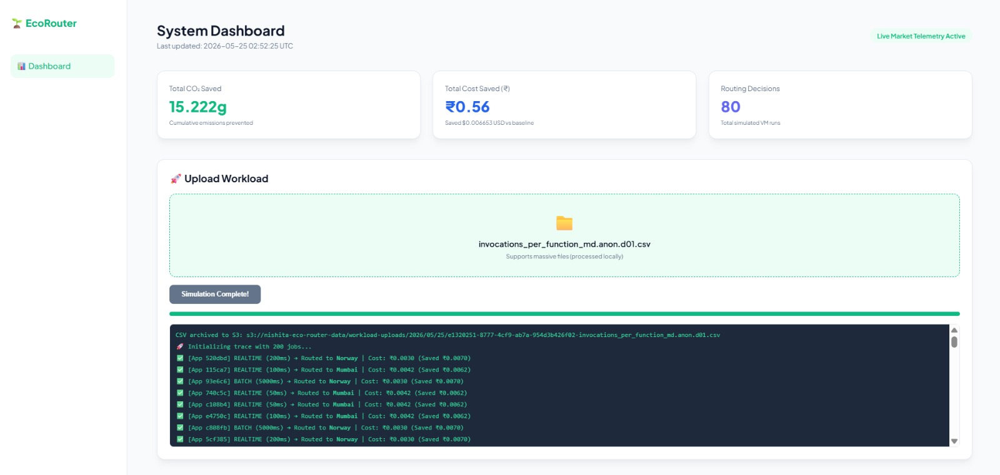 EcoRouter
Dashboard
System Dashboard
Last updated: 2026-05-25 02:52:25 UTC
Live Market Telemetry Active
Total CO₂ Saved
15.222g
Cumulative emissions prevented
Total Cost Saved (₹)
₹0.56
Saved $0.006653 USD vs baseline
Routing Decisions
80
Total simulated VM runs
🚀 Upload Workload
invocations_per_function_md.anon.d01.csv
Supports massive files (processed locally)
Simulation Complete!
CSV archived to S3: s3://nishita-eco-router-data/workload-uploads/2026/05/25/e1320251-8777-4cf9-ab7a-954d3b426f02-invocations_per_function_md.anon.d01.csv
🚀 Initializing trace with 200 jobs...
✅ [App 520dbd] REALTIME (200ms) → Routed to Norway | Cost: ₹0.0030 (Saved ₹0.0070)
✅ [App 115ca7] REALTIME (100ms) → Routed to Mumbai | Cost: ₹0.0042 (Saved ₹0.0062)
✅ [App 93e6c6] BATCH (5000ms) → Routed to Norway | Cost: ₹0.0030 (Saved ₹0.0070)
✅ [App 740c5c] REALTIME (50ms) → Routed to Mumbai | Cost: ₹0.0042 (Saved ₹0.0062)
✅ [App c108b4] REALTIME (50ms) → Routed to Mumbai | Cost: ₹0.0042 (Saved ₹0.0062)
✅ [App e4750c] REALTIME (100ms) → Routed to Mumbai | Cost: ₹0.0042 (Saved ₹0.0062)
✅ [App c808fb] BATCH (5000ms) → Routed to Norway | Cost: ₹0.0030 (Saved ₹0.0070)
✅ [App 5cf385] REALTIME (200ms) → Routed to Norway | Cost: ₹0.0030 (Saved ₹0.0070)